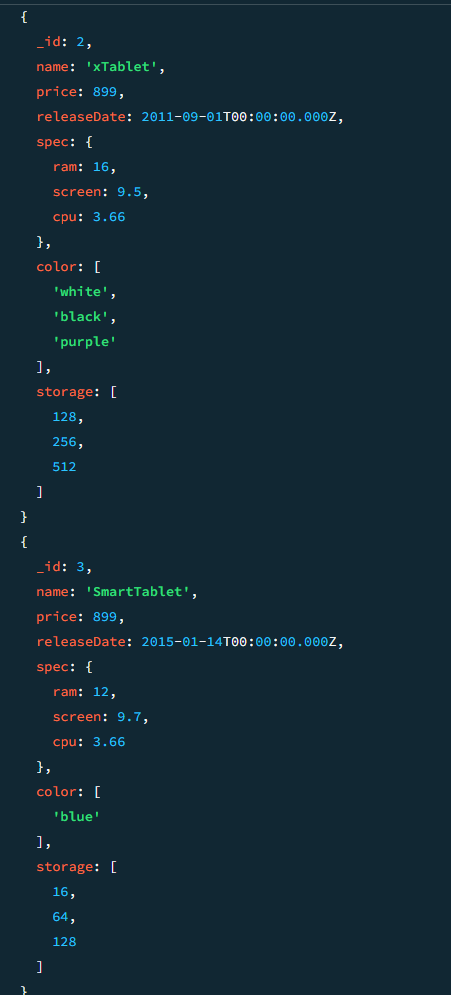 {
  _id: 2,
  name: 'xTablet',
  price: 899,
  releaseDate: 2011-09-01T00:00:00.000Z,
  spec: {
    ram: 16,
    screen: 9.5,
    cpu: 3.66
  },
  color: [
    'white',
    'black',
    'purple'
  ],
  storage: [
    128,
    256,
    512
  ]
}
{
  _id: 3,
  name: 'SmartTablet',
  price: 899,
  releaseDate: 2015-01-14T00:00:00.000Z,
  spec: {
    ram: 12,
    screen: 9.7,
    cpu: 3.66
  },
  color: [
    'blue'
  ],
  storage: [
    16,
    64,
    128
  ]
}